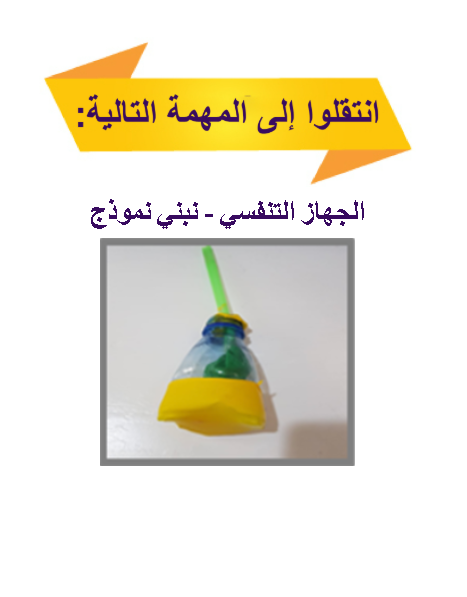 انتقلوا إلى المهمة التالية:
الجهاز التنفسي - نبني نموذج